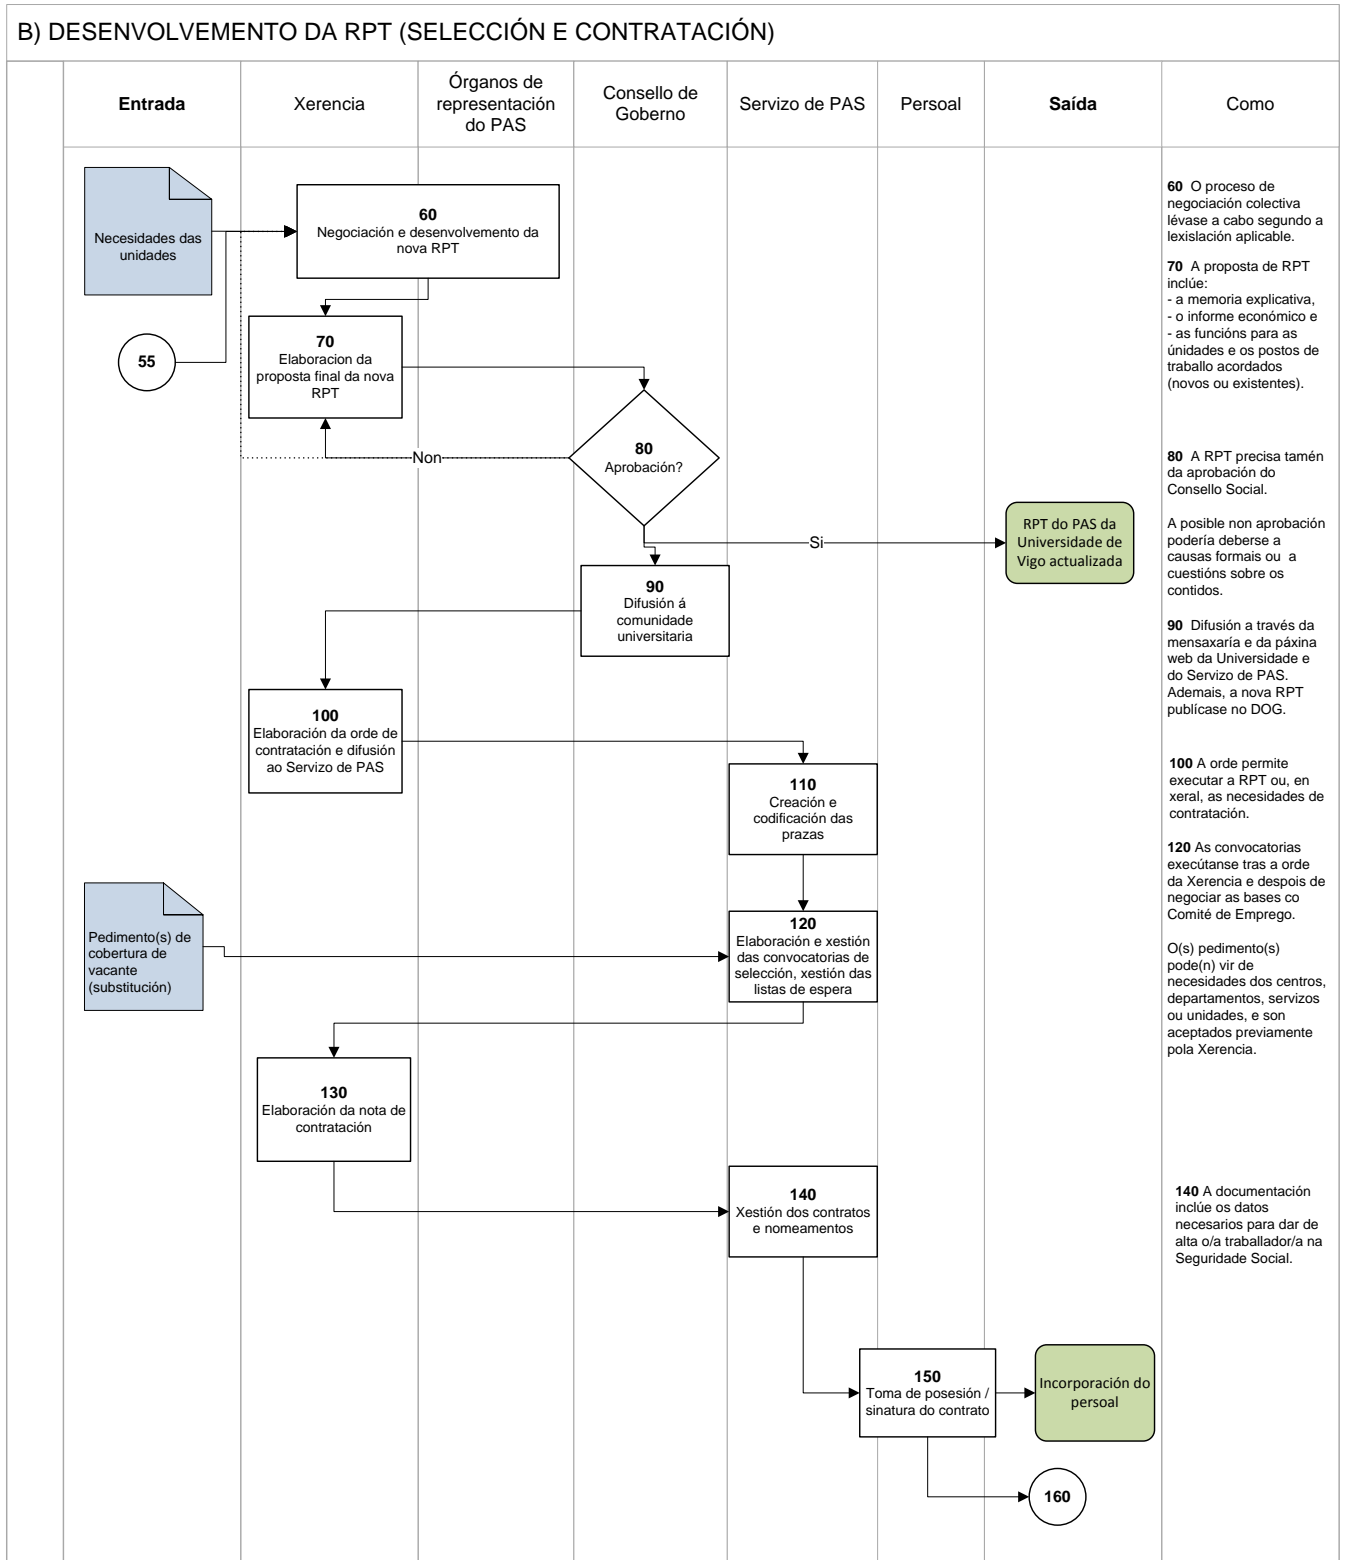 B) DESENVOLVEMENTO DA RPT (SELECCIÓN E CONTRATACIÓN)
Entrada
Xerencia
Órganos de
representación
do PAS
Consello de
Goberno
Servizo de PAS
Persoal
Saída
Como
Necesidades das
unidades
55
60
Negociación e desenvolvemento da
nova RPT
70
Elaboracion da
proposta final da nova
RPT
80
Aprobación?
Non
Si
RPT do PAS da
Universidade de
Vigo actualizada
90
Difusión á
comunidade
universitaria
100
Elaboración da orde de
contratación e difusión
ao Servizo de PAS
110
Creación e
codificación das
prazas
Pedimento(s) de
cobertura de
vacante
(substitución)
120
Elaboración e xestión
das convocatorias de
selección, xestión das
listas de espera
130
Elaboración da nota de
contratación
140
Xestión dos contratos
e nomeamentos
150
Toma de posesión /
sinatura do contrato
Incorporación do
persoal
160
60 O proceso de
negociación colectiva
lévase a cabo segundo a
lexislación aplicable.
70 A proposta de RPT
inclúe:
- a memoria explicativa,
- o informe económico e
- as funcións para as
únidades e os postos de
traballo acordados
(novos ou existentes).
80 A RPT precisa tamén
da aprobación do
Consello Social.
A posible non aprobación
podería deberse a
causas formais ou a
cuestións sobre os
contidos.
90 Difusión a través da
mensaxaría e da páxina
web da Universidade e
do Servizo de PAS.
Ademais, a nova RPT
publícase no DOG.
100 A orde permite
executar a RPT ou, en
xeral, as necesidades de
contratación.
120 As convocatorias
execútanse tras a orde
da Xerencia e despois de
negociar as bases co
Comité de Emprego.
O(s) pedimento(s)
pode(n) vir de
necesidades dos centros,
departamentos, servizos
ou unidades, e son
aceptados previamente
pola Xerencia.
140 A documentación
inclúe os datos
necesarios para dar de
alta o/a traballador/a na
Seguridade Social.